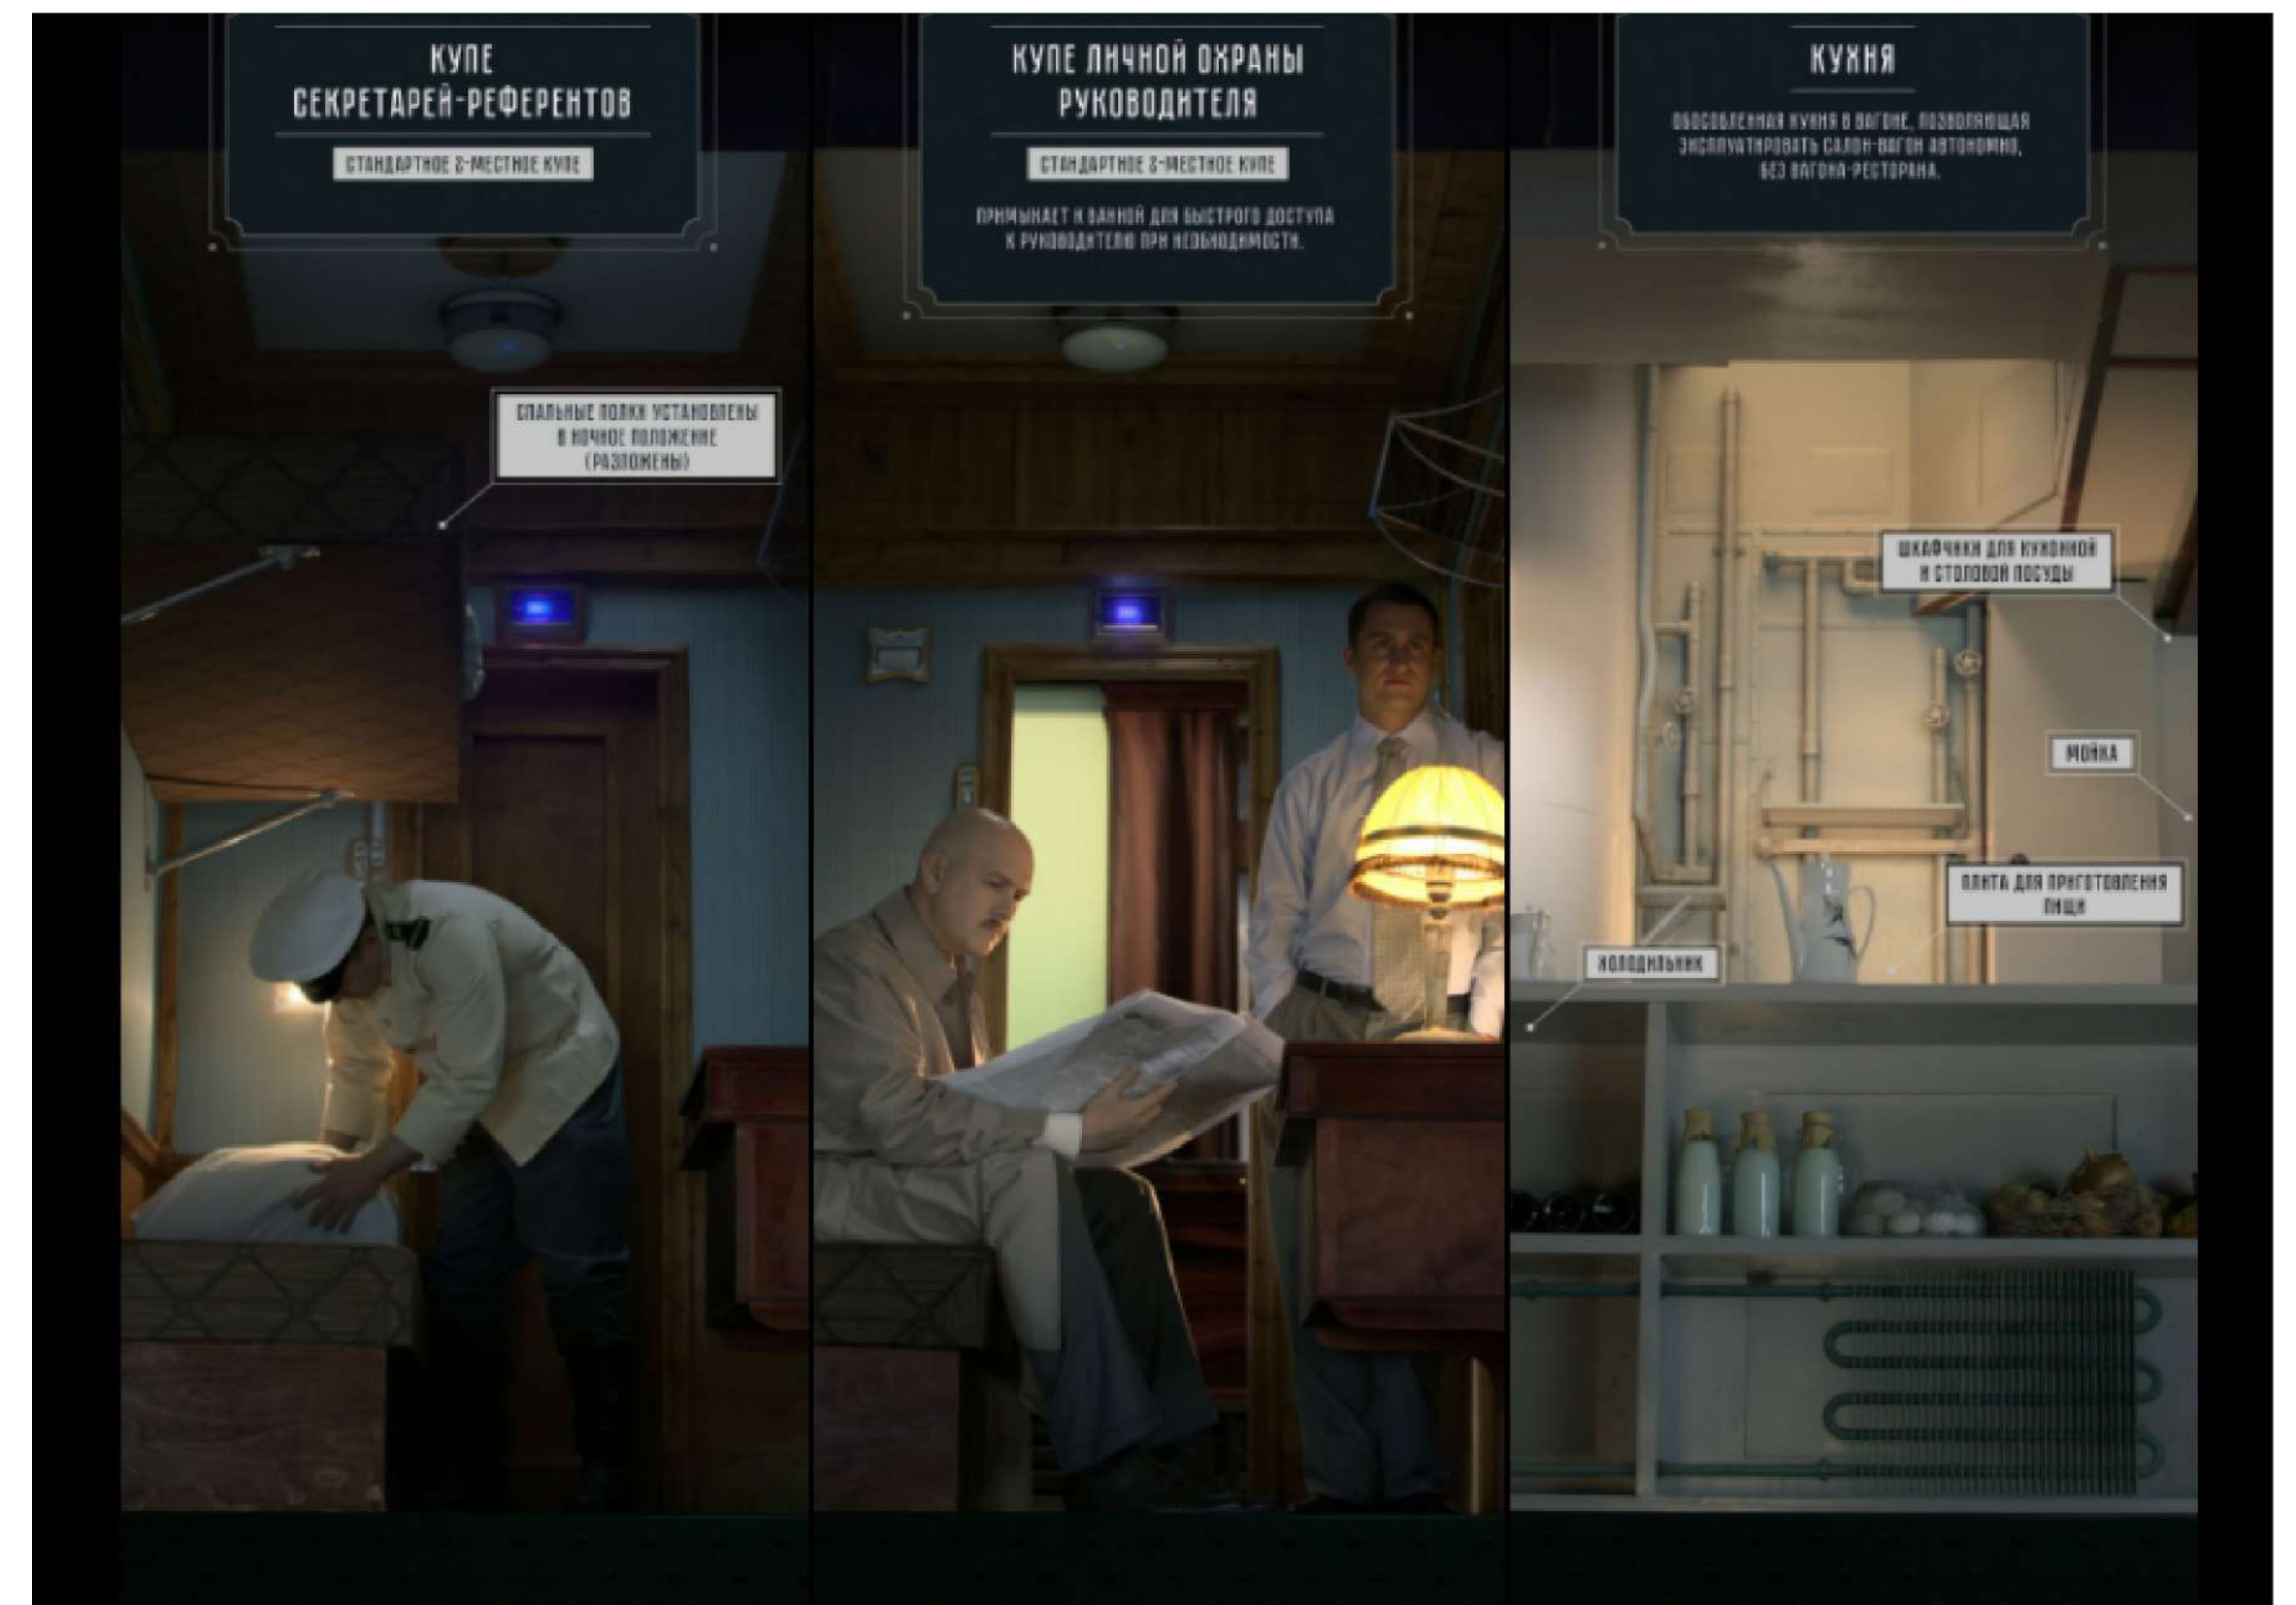 КУПЕ
СЕКРЕТАРЕЙ-РЕФЕРЕНТОВ
СТАНДАРТНОЕ 2-МЕСТНОЕ КУПЕ
СПАЛЬНЫЕ ПОЛКИ УСТАНОВЛЕНЫ
В НОЧНОЕ ПОЛОЖЕНИЕ
(РАЗЛОЖЕНЫ)
КУПЕ ЛИЧНОЙ ОХРАНЫ
РУКОВОДИТЕЛЯ
СТАНДАРТНОЕ 2-МЕСТНОЕ КУПЕ
ПРИМЫКАЕТ К ВАННОЙ ДЛЯ БЫСТРОГО ДОСТУПА
К РУКОВОДИТЕЛЮ ПРИ НЕОБХОДИМОСТИ.
КУХНЯ
ОБОСОБЛЕННАЯ КУХНЯ В ВАГОНЕ, ПОЗВОЛЯЮЩАЯ
ЭКСПЛУАТИРОВАТЬ САЛОН-ВАГОН АВТОНОМНО,
БЕЗ ВАГОНА-РЕСТОРАНА.
ШКАФЧИКИ ДЛЯ КУХОННОЙ
И СТОЛОВОЙ ПОСУДЫ
МОЙКА
ПЛИТА ДЛЯ ПРИГОТОВЛЕНИЯ
ПИЩИ
ХОЛОДИЛЬНИК